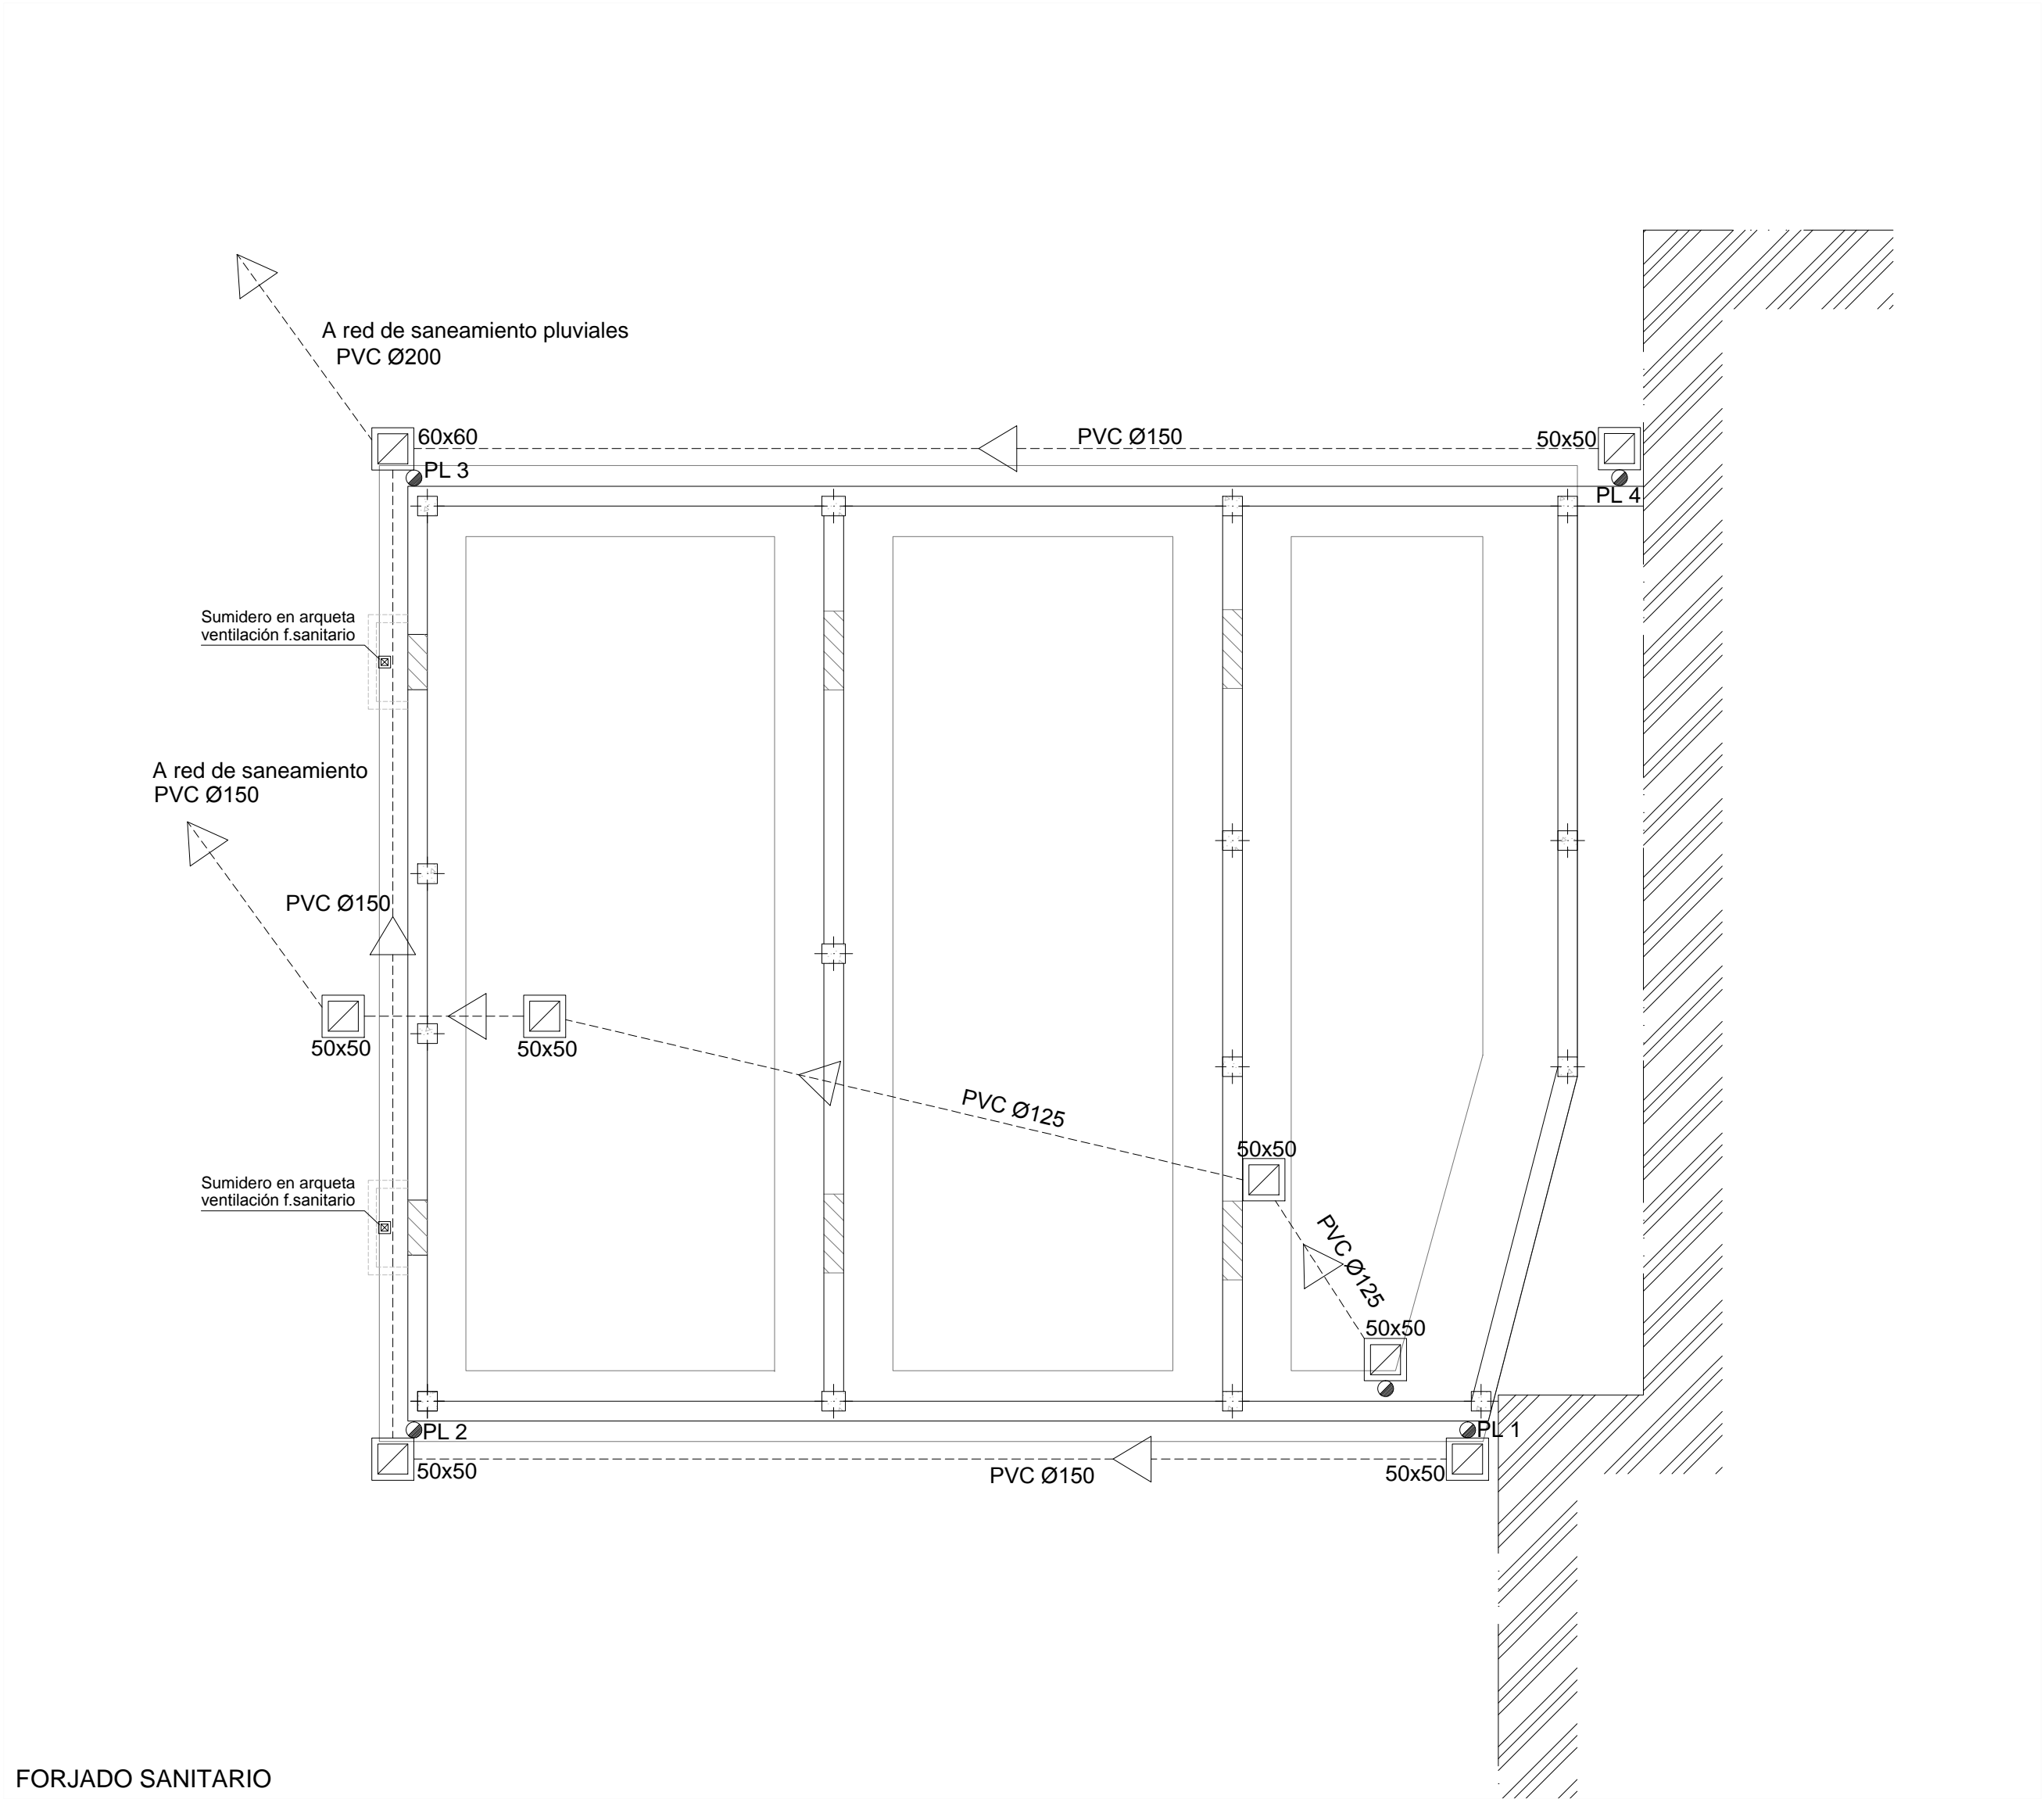 A red de saneamiento pluviales
PVC Ø200
60x60
PVC Ø150
50x50
PL 3
PL 4
Sumidero en arqueta
ventilación f.sanitario
A red de saneamiento
PVC Ø150
PVC Ø150
50x50
50x50
PVC Ø125
50x50
Sumidero en arqueta
ventilación f.sanitario
PVC Ø125
50x50
PL 2
PL 1
50x50
PVC Ø150
50x50
FORJADO SANITARIO